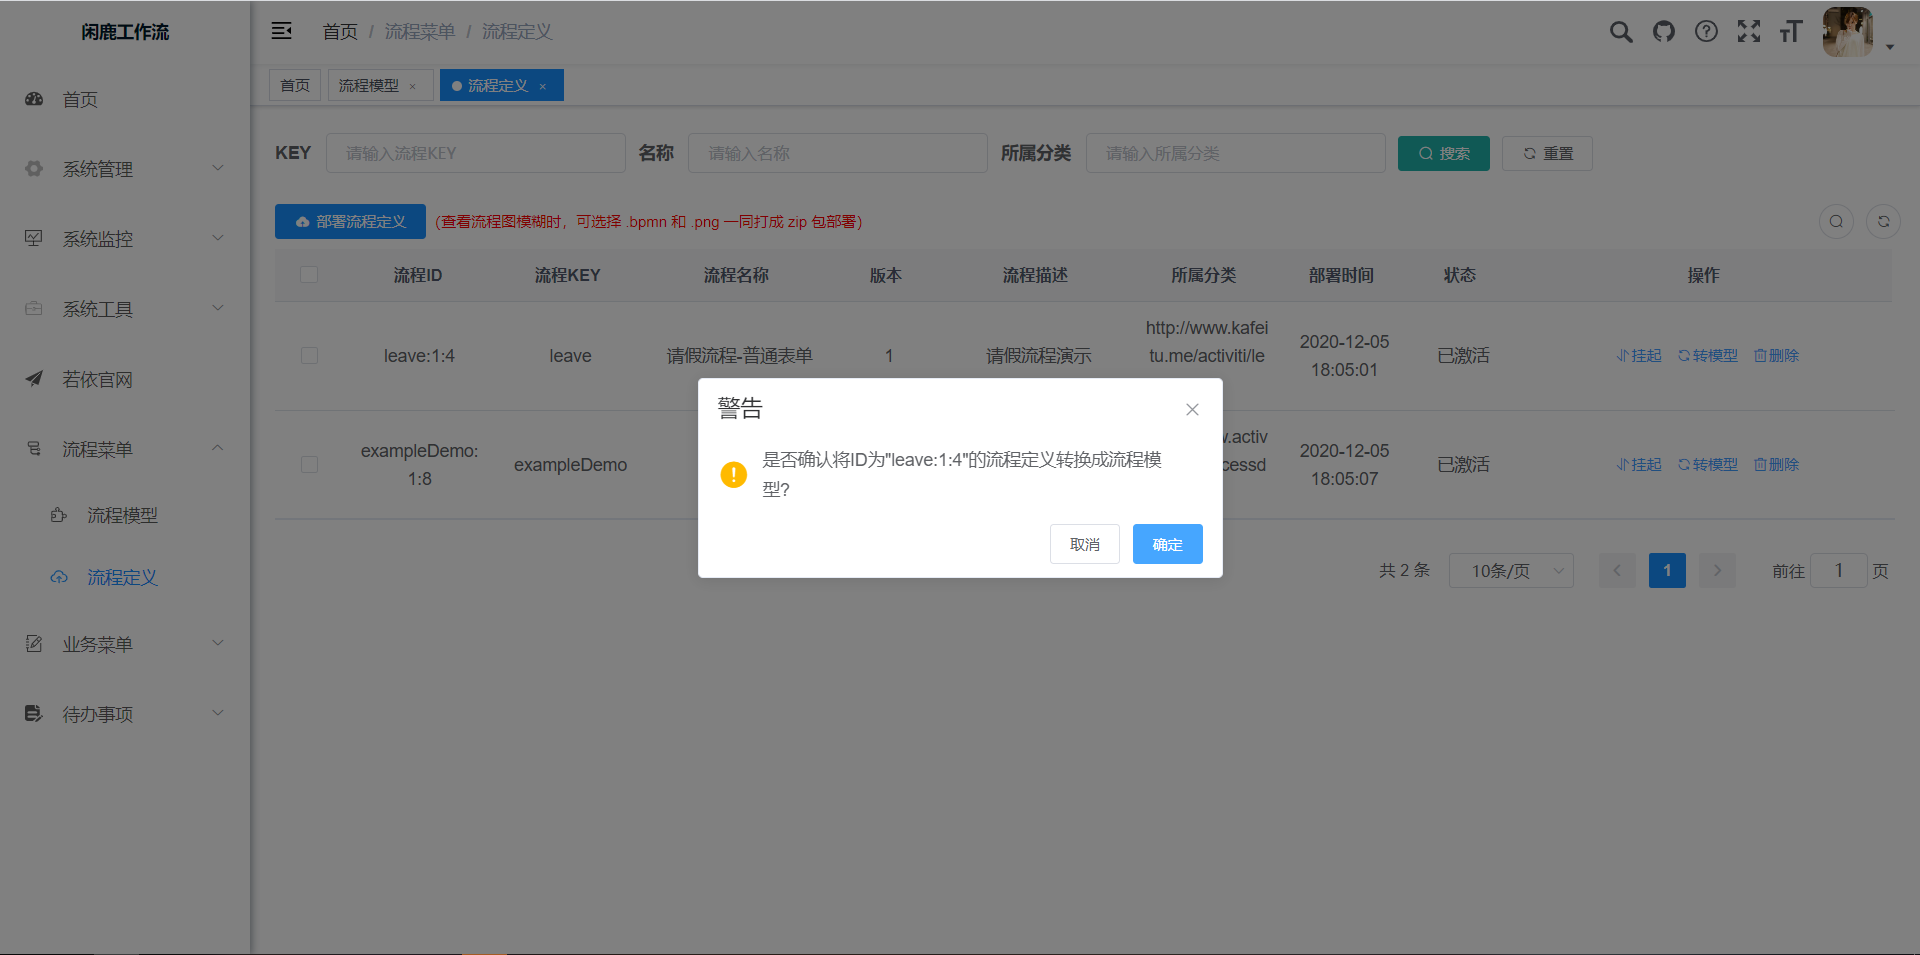 闲鹿工作流
首页 / 流程菜单 / 流程定义
首页
流程模型 ×
流程定义 ×
首页
系统管理
系统监控
系统工具
若依官网
流程菜单
流程模型
流程定义
业务菜单
待办事项
KEY 请输入流程KEY 名称 请输入名称 所属分类 请输入所属分类 搜索 重置
部署流程定义 (查看流程图模糊时，可选择 .bpmn 和 .png 一同打成 zip 包部署)
流程ID 流程KEY 流程名称 版本 流程描述 所属分类 部署时间 状态 操作
leave:1:4 leave 请假流程-普通表单 1 请假流程演示 http://www.kafei
tu.me/activiti/le 2020-12-05
18:05:01 已激活 挂起 转模型 删除
exampleDemo:
1:8 exampleDemo v.activ
cessd 2020-12-05
18:05:07 已激活 挂起 转模型 删除
警告
是否确认将ID为"leave:1:4"的流程定义转换成流程模
型?
取消 确定
共 2 条 10条/页 1 前往 1 页